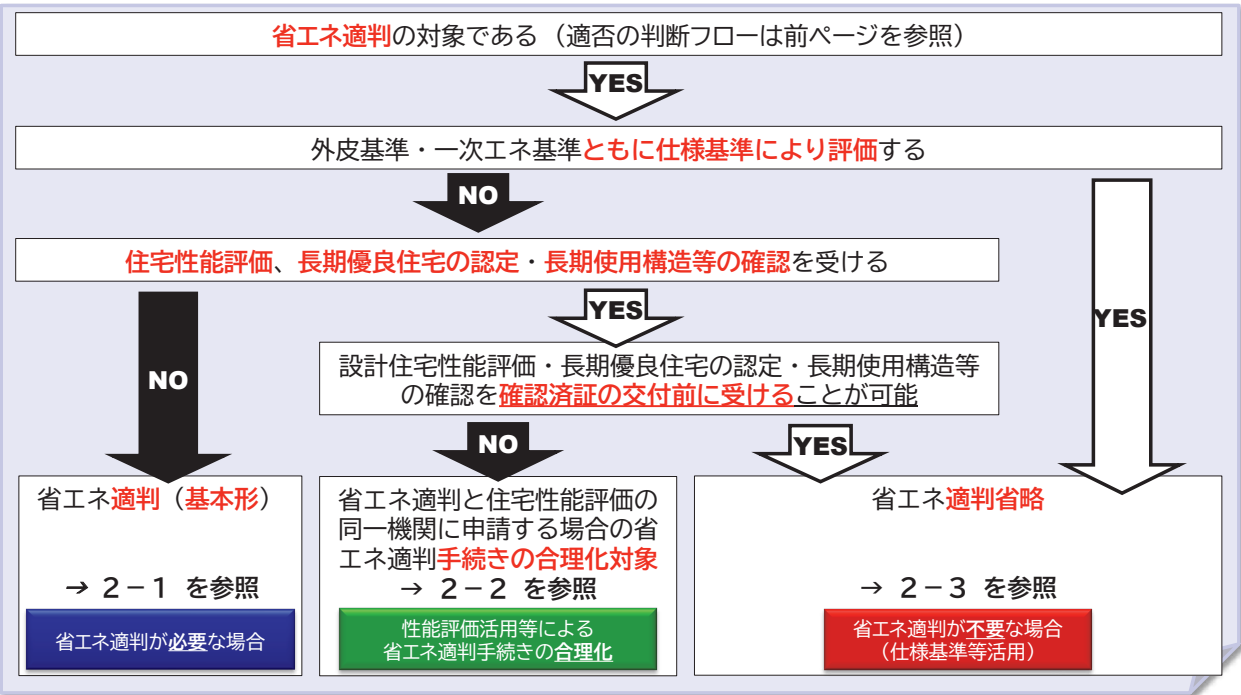 省エネ適判の対象である（適否の判断フローは前ページを参照）
YES
外皮基準・一次エネ基準ともに仕様基準により評価する
NO
住宅性能評価、長期優良住宅の認定・長期使用構造等の確認を受ける
YES
YES
NO
設計住宅性能評価・長期優良住宅の認定・長期使用構造等
の確認を確認済証の交付前に受けることが可能
NO
YES
省エネ適判（基本形）
→ ２－１ を参照
省エネ適判が必要な場合
省エネ適判と住宅性能評価の
同一機関に申請する場合の省
エネ適判手続きの合理化対象
→ ２－２ を参照
性能評価活用等による
省エネ適判手続きの合理化
省エネ適判省略
→ ２－３ を参照
省エネ適判が不要な場合
（仕様基準等活用）